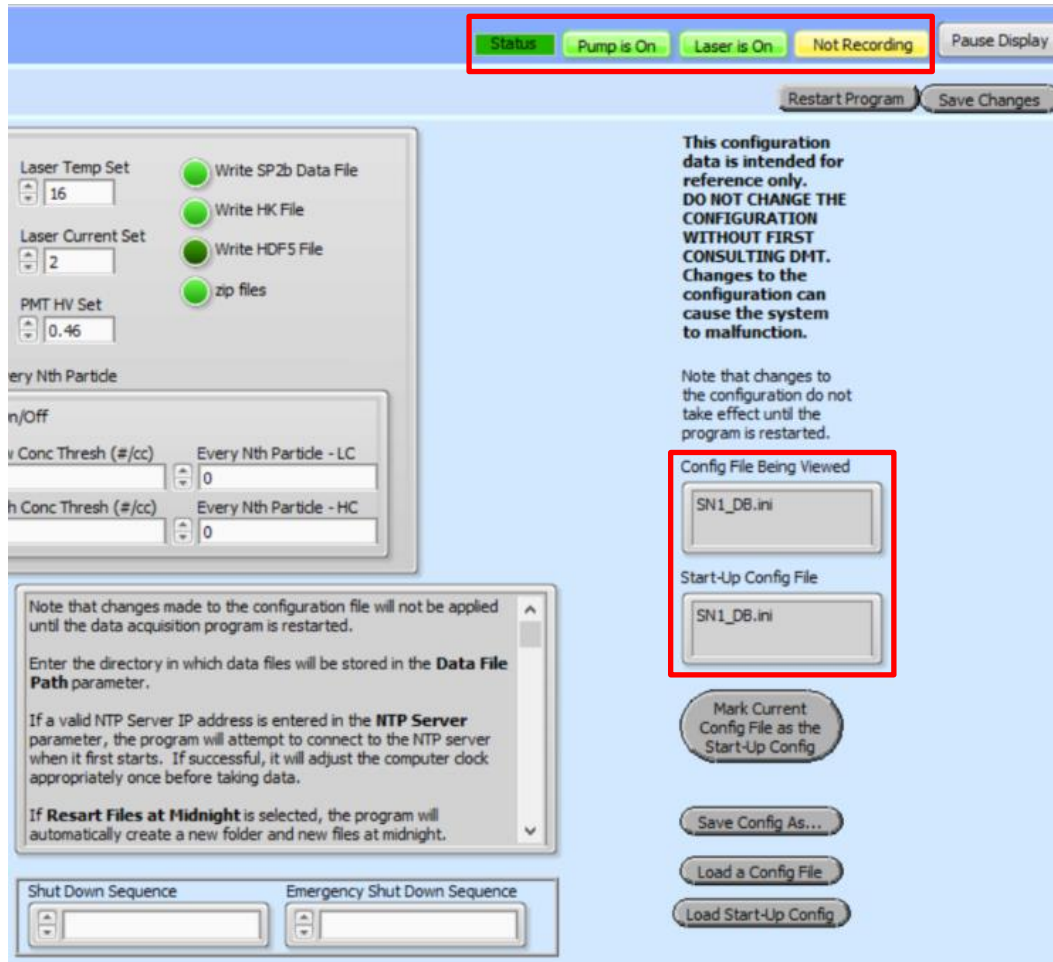 Status
Pump is On
Laser is On
Not Recording
Pause Display
Restart Program
Save Changes
Laser Temp Set
16
Laser Current Set
2
PMT HV Set
0.46
Write SP2b Data File
Write HK File
Write HDF5 File
zip files
very Nth Particle
n/Off
Conc Thresh (#/cc)
Every Nth Particle - LC
0
h Conc Thresh (#/cc)
Every Nth Particle - HC
0
This configuration
data is intended for
reference only.
DO NOT CHANGE THE
CONFIGURATION
WITHOUT FIRST
CONSULTING DMT.
Changes to the
configuration can
cause the system
to malfunction.
Note that changes to
the configuration do not
take effect until the
program is restarted.
Config File Being Viewed
SN1_DB.ini
Start-Up Config File
SN1_DB.ini
Mark Current
Config File as the
Start-Up Config
Save Config As...
Load a Config File
Load Start-Up Config
Note that changes made to the configuration file will not be applied
until the data acquisition program is restarted.
Enter the directory in which data files will be stored in the Data File
Path parameter.
If a valid NTP Server IP address is entered in the NTP Server
parameter, the program will attempt to connect to the NTP server
when it first starts. If successful, it will adjust the computer clock
appropriately once before taking data.
If Resart Files at Midnight is selected, the program will
automatically create a new folder and new files at midnight.
Shut Down Sequence
Emergency Shut Down Sequence